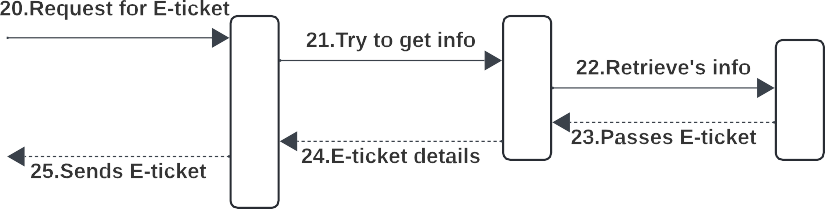 20.Request for E-ticket
21.Try to get info
22.Retrieve's info
23.Passes E-ticket
24.E-ticket details
25.Sends E-ticket